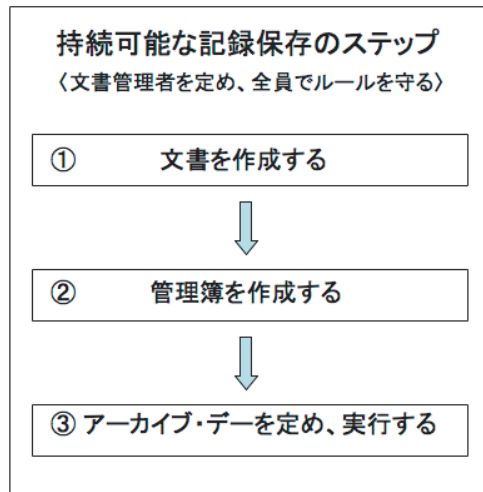 持続可能な記録保存のステップ
〈文書管理者を定め、全員でルールを守る〉
① 文書を作成する
② 管理簿を作成する
③ アーカイブ・デーを定め、実行する